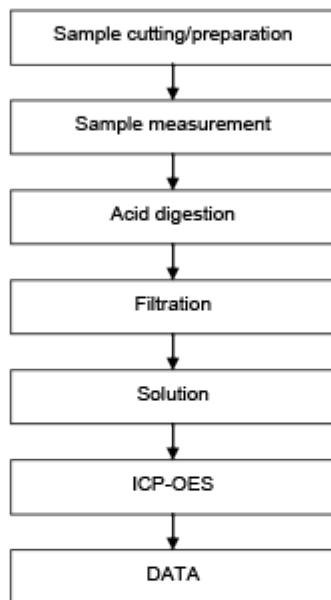 Sample cutting/preparation
Sample measurement
Acid digestion
Filtration
Solution
ICP-OES
DATA